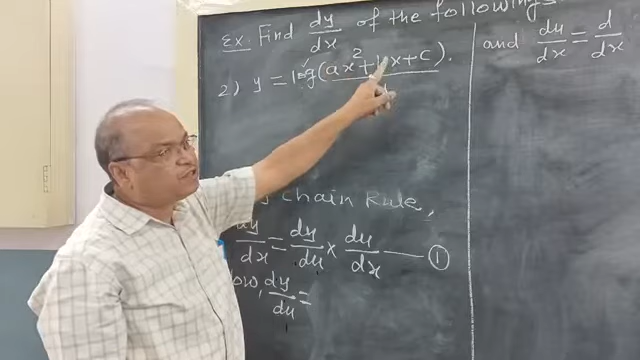 Ex. Find dy/dx of the following
2) y = log(ax²+bx+c).
Chain Rule,
dy/dx = dy/du × du/dx — ①
Now, dy/du =
and du/dx = d/dx